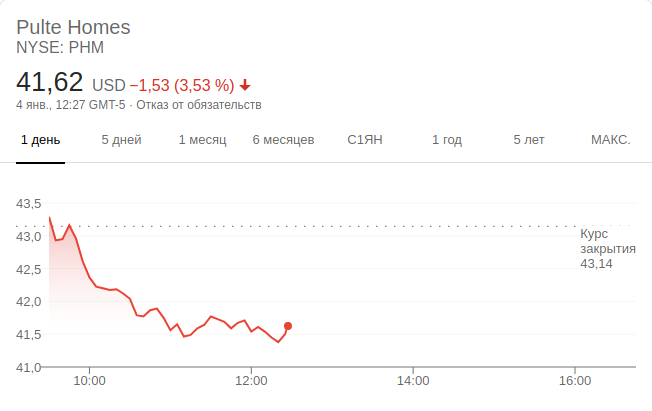 Pulte Homes
NYSE: PHM
41,62 USD −1,53 (3,53 %)
4 янв., 12:27 GMT-5 · Отказ от обязательств
1 день 5 дней 1 месяц 6 месяцев С1ЯН 1 год 5 лет МАКС.
43,5
43,0
42,5
42,0
41,5
41,0
Курс
закрытия
43,14
10:00 12:00 14:00 16:00